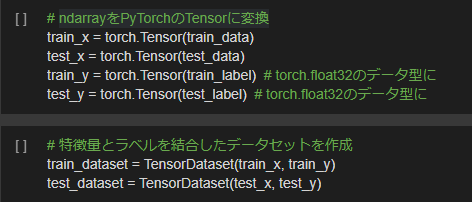 [ ] # ndarrayをPyTorchのTensorに変換
train_x = torch.Tensor(train_data)
test_x = torch.Tensor(test_data)
train_y = torch.Tensor(train_label) # torch.float32のデータ型に
test_y = torch.Tensor(test_label) # torch.float32のデータ型に
[ ] # 特徴量とラベルを結合したデータセットを作成
train_dataset = TensorDataset(train_x, train_y)
test_dataset = TensorDataset(test_x, test_y)